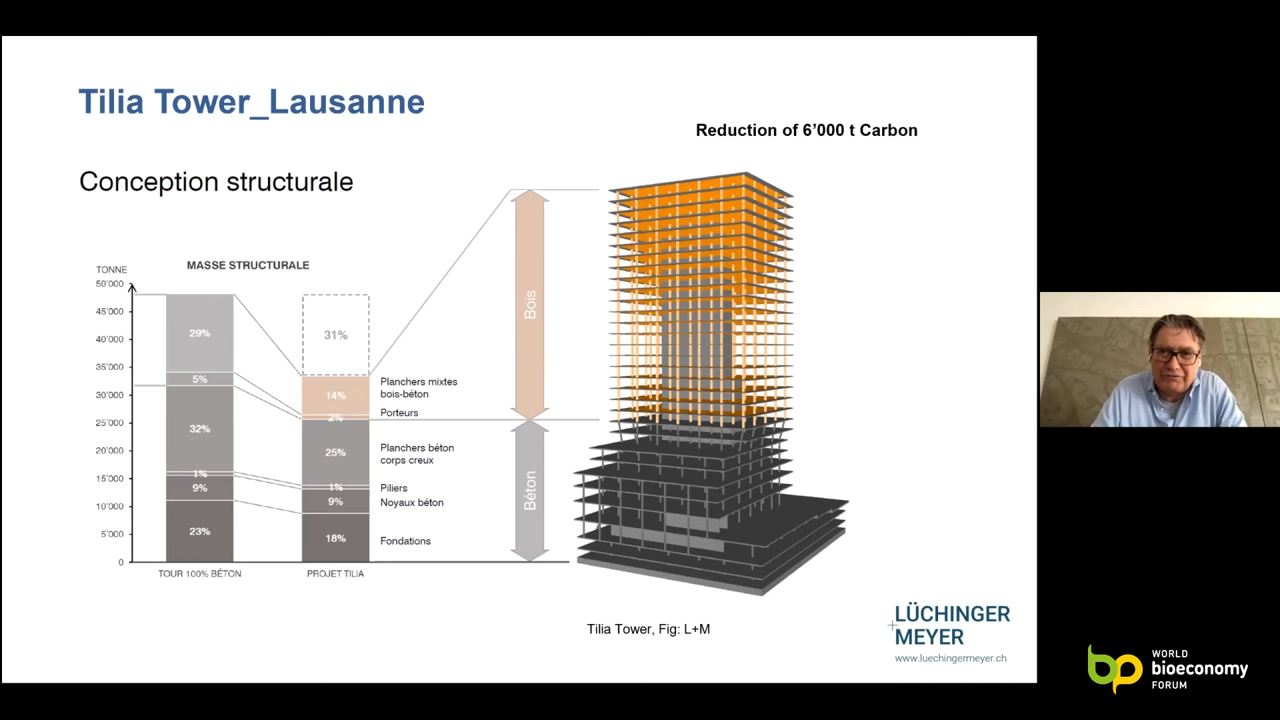 Tilia Tower_Lausanne
Reduction of 6’000 t Carbon
Conception structurale
MASSE STRUCTURALE
TONNE
50’000
45’000
40’000
35’000
30’000
25’000
20’000
15’000
10’000
5’000
0
29%
5%
32%
1%
9%
23%
TOUR 100% BÉTON
31%
14%
2%
25%
1%
9%
18%
PROJET TILIA
Planchers mixtes
bois-béton
Porteurs
Planchers béton
corps creux
Piliers
Noyaux béton
Fondations
Bois
Béton
Tilia Tower, Fig: L+M
LÜCHINGER
MEYER
www.luechingermeyer.ch
bp
WORLD
bioeconomy
FORUM